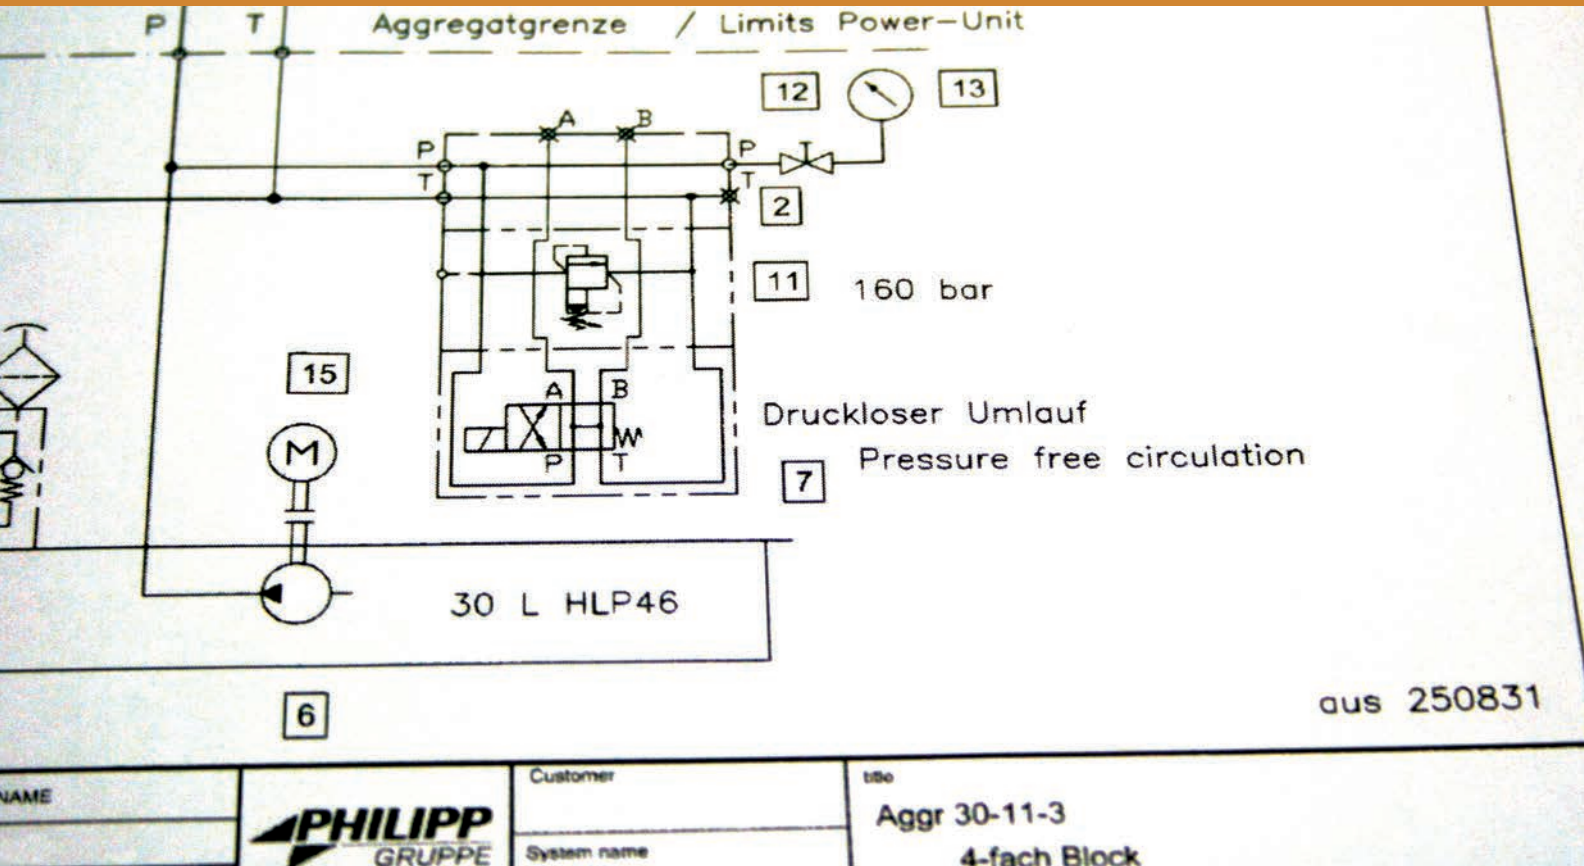 P T Aggregatgrenze / Limits Power-Unit
12 13
A B
P P
T T
2
11 160 bar
15
A B
Druckloser Umlauf
M
P T
7 Pressure free circulation
30 L HLP46
6
aus 250831
NAME
Customer
title
PHILIPP
GRUPPE
Aggr 30-11-3
System name
4-fach Block